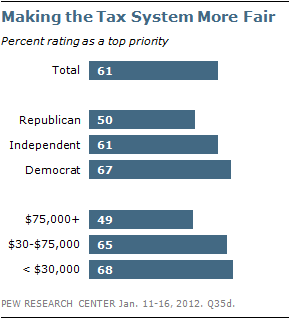 Making the Tax System More Fair
Percent rating as a top priority
Total 61
Republican 50
Independent 61
Democrat 67
$75,000+ 49
$30-$75,000 65
< $30,000 68
PEW RESEARCH CENTER Jan. 11-16, 2012. Q35d.